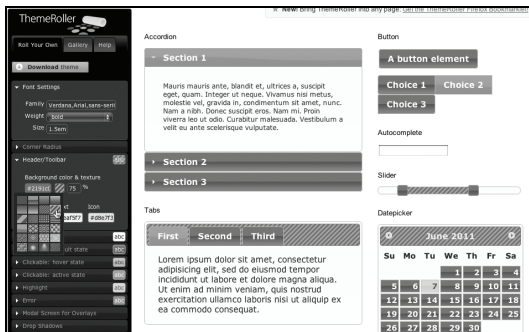 New! Bring ThemeRoller into any page: Get the ThemeRoller Firefox Bookmarklet
ThemeRoller
Roll Your Own Gallery Help
Download theme
Font Settings
Family Verdana,Arial,sans-serif
Weight bold
Size 1.5em
Corner Radius
Header/Toolbar abc
Background color & texture
#2191c0 75 %
Icon
eaf5f7 #d8e7f3
abc
abc
Clickable: hover state abc
Clickable: active state abc
Highlight abc
Error abc
Modal Screen for Overlays
Drop Shadows
Accordion
Section 1
Mauris mauris ante, blandit et, ultrices a, suscipit
eget, quam. Integer ut neque. Vivamus nisi metus,
molestie vel, gravida in, condimentum sit amet, nunc.
Nam a nibh. Donec suscipit eros. Nam mi. Proin
viverra leo ut odio. Curabitur malesuada. Vestibulum a
velit eu ante scelerisque vulputate.
Section 2
Section 3
Tabs
First Second Third
Lorem ipsum dolor sit amet, consectetur
adipisicing elit, sed do eiusmod tempor
incididunt ut labore et dolore magna aliqua.
Ut enim ad minim veniam, quis nostrud
exercitation ullamco laboris nisi ut aliquip ex
ea commodo consequat.
Button
A button element
Choice 1 Choice 2
Choice 3
Autocomplete
Slider
Datepicker
June 2011
Su Mo Tu We Th Fr Sa
1 2 3 4
5 6 7 8 9 10 11
12 13 14 15 16 17 18
19 20 21 22 23 24 25
26 27 28 29 30